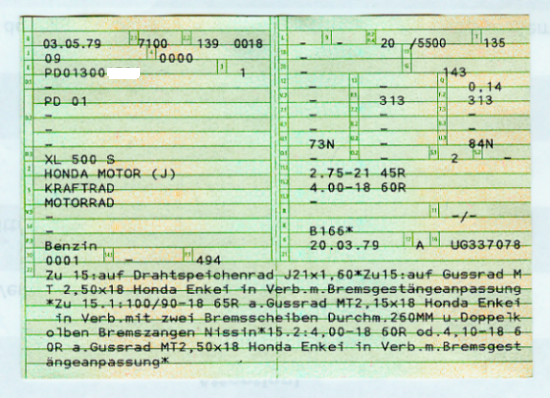 03.05.79 7100 139 0018
09 0000
PD01300 1
-
PD 01
-
-
-
XL 500 S
HONDA MOTOR (J)
KRAFTRAD
MOTORRAD
-
-
Benzin
0001 - 494
- - 20 /5500 135
-
- 143
- - 0,14
- 313 313
-
-
73N - 84N
- - 2 -
2.75-21 45R
4.00-18 60R
-
-/-
B166*
20.03.79 A UG337078
Zu 15:auf Drahtspeichenrad J21x1,60*Zu15:auf Gussrad M
T 2,50x18 Honda Enkei in Verb.m.Bremsgestängeanpassung
*Zu 15.1:100/90-18 65R a.Gussrad MT2,15x18 Honda Enkei
in Verb.mit zwei Bremsscheiben Durchm.260MM u.Doppelk
olben Bremszangen Nissin*15.2:4.00-18 60R od.4,10-18 6
0R a.Gussrad MT2,50x18 Honda Enkei in Verb.m.Bremsgest
ängeanpassung*